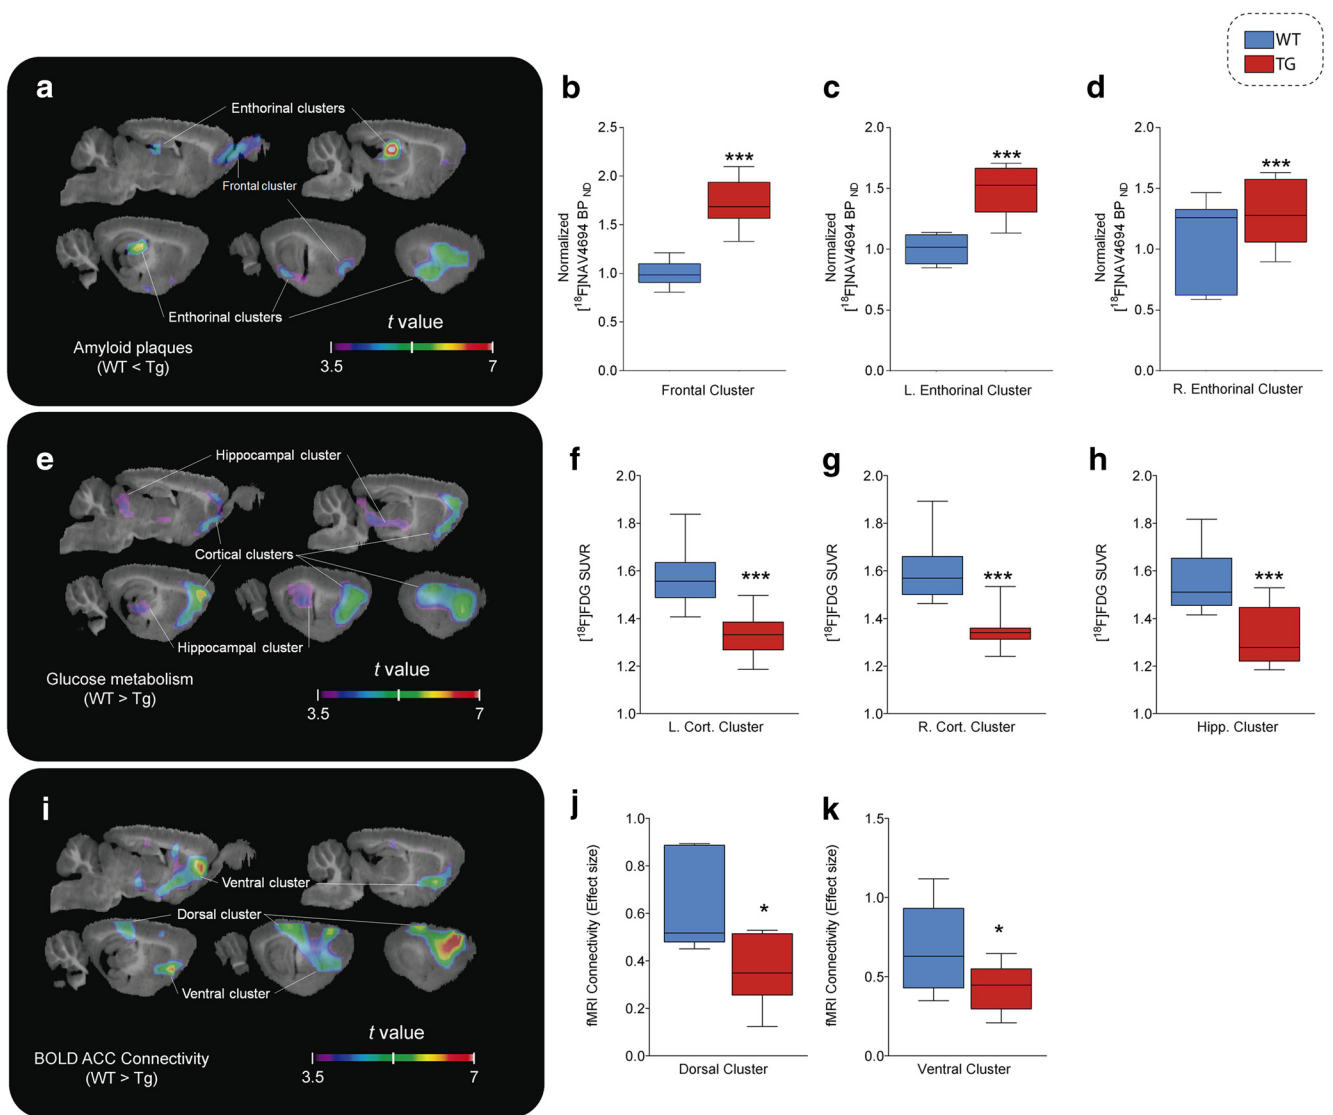 WT
TG
a
Enthorinal clusters
Frontal cluster
Enthorinal clusters
Amyloid plaques
(WT < Tg)
t value
3.5 7
b
Normalized
[18F]NAV4694 BP ND
2.5
2.0
1.5
1.0
0.5
0.0
***
Frontal Cluster
c
Normalized
[18F]NAV4694 BP ND
2.0
1.5
1.0
0.5
0.0
***
L. Enthorinal Cluster
d
Normalized
[18F]NAV4694 BP ND
2.0
1.5
1.0
0.5
0.0
***
R. Enthorinal Cluster
e
Hippocampal cluster
Cortical clusters
Hippocampal cluster
Glucose metabolism
(WT > Tg)
t value
3.5 7
f
[18F]FDG SUVR
2.0
1.8
1.6
1.4
1.2
1.0
***
L. Cort. Cluster
g
[18F]FDG SUVR
2.0
1.8
1.6
1.4
1.2
1.0
***
R. Cort. Cluster
h
[18F]FDG SUVR
2.0
1.8
1.6
1.4
1.2
1.0
***
Hipp. Cluster
i
Ventral cluster
Dorsal cluster
Ventral cluster
BOLD ACC Connectivity
(WT > Tg)
t value
3.5 7
j
fMRI Connectivity (Effect size)
1.0
0.8
0.6
0.4
0.2
0.0
*
Dorsal Cluster
k
fMRI Connectivity (Effect size)
1.5
1.0
0.5
0.0
*
Ventral Cluster